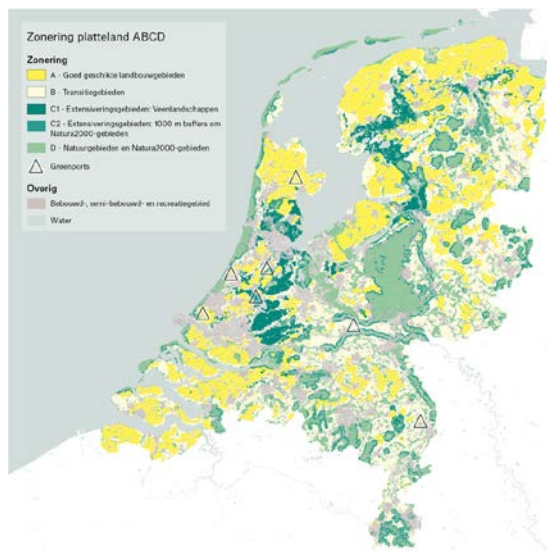 Zonering platteland ABCD
Zonering
A - Goed geschikte landbouwgebieden
B - Transitiegebieden
C1 - Extensiveringsgebieden: Veenlandschappen
C2 - Extensiveringsgebieden: 1000 m buffers om
Natura2000-gebieden
D - Natuurgebieden en Natura2000-gebieden
Greenports
Overig
Bebouwd-, semi-bebouwd- en recreatiegebied
Water